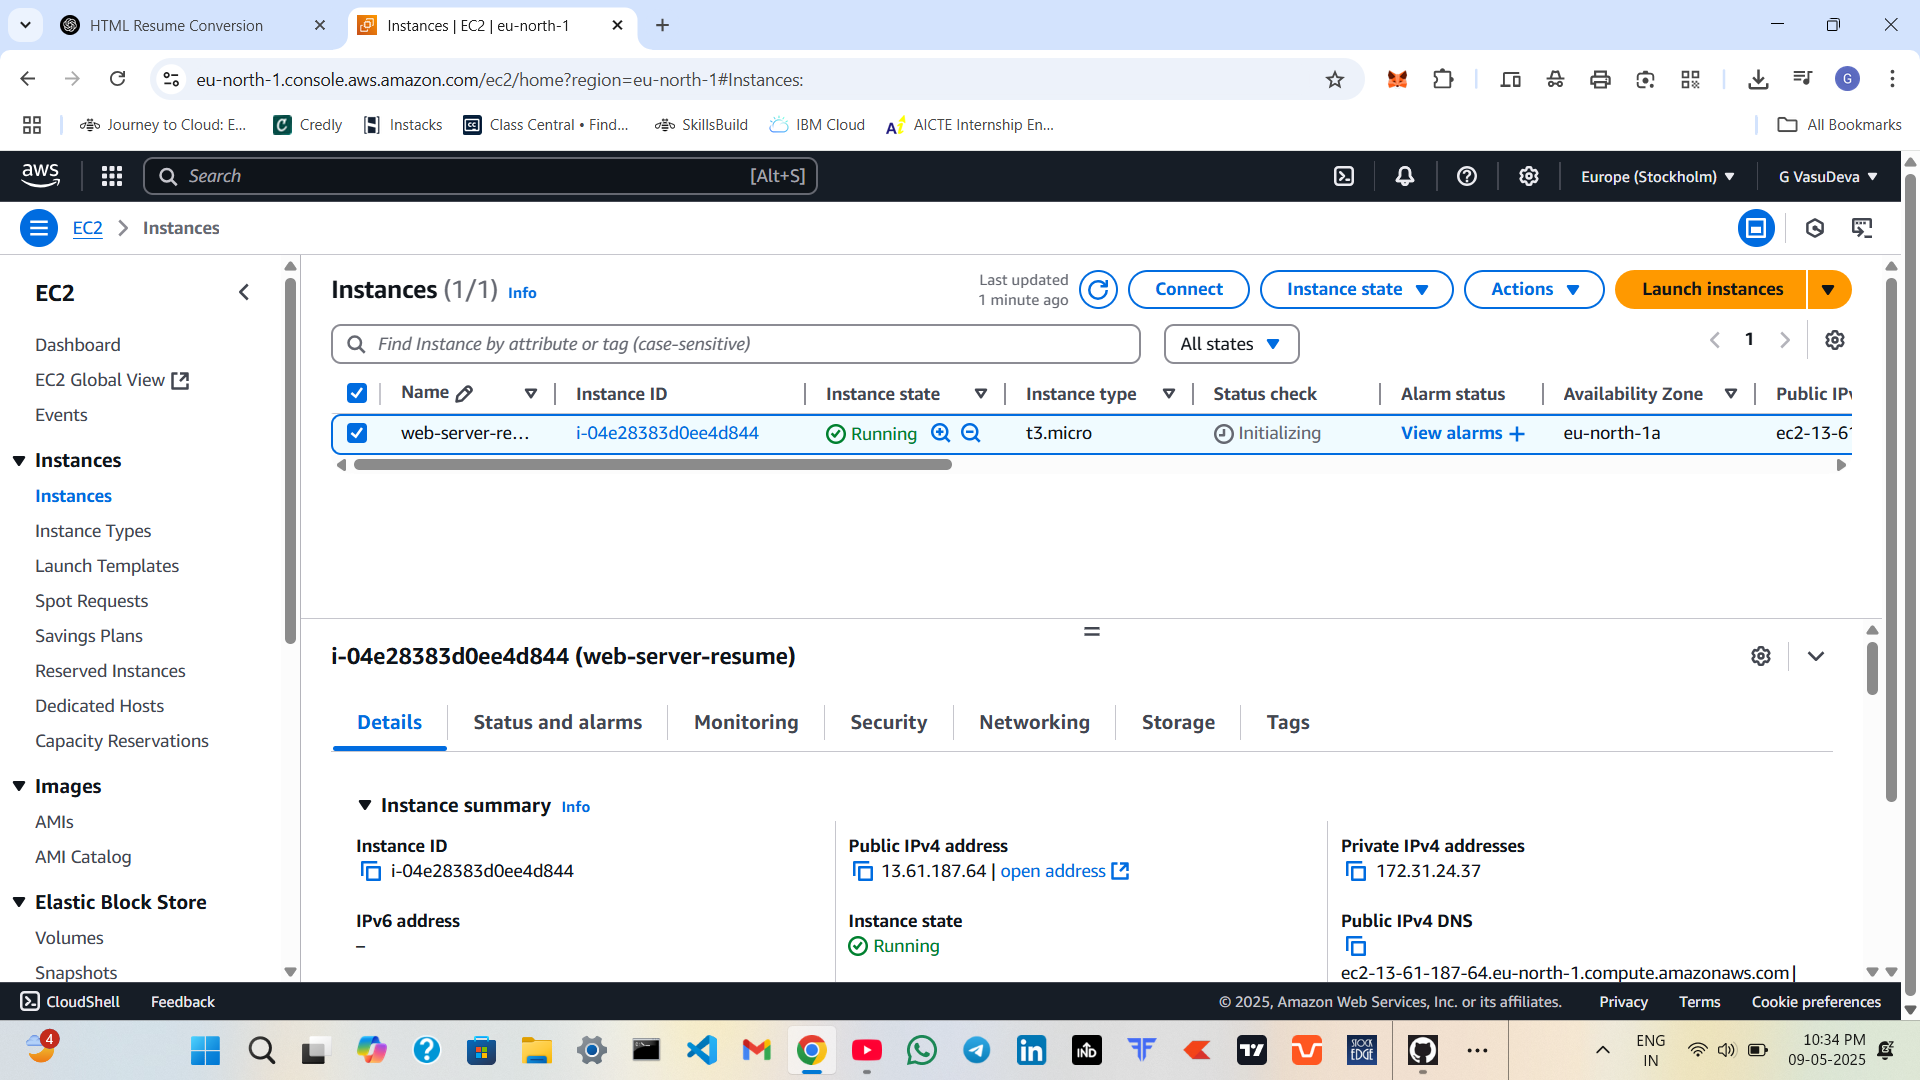 HTML Resume Conversion
Instances | EC2 | eu-north-1
eu-north-1.console.aws.amazon.com/ec2/home?region=eu-north-1#Instances:
G
Journey to Cloud: E...
Credly
Instacks
Class Central • Find...
SkillsBuild
IBM Cloud
AICTE Internship En...
All Bookmarks
aws
Search
[Alt+S]
Europe (Stockholm)
G VasuDeva
EC2
Instances
EC2
Dashboard
EC2 Global View
Events
Instances
Instances
Instance Types
Launch Templates
Spot Requests
Savings Plans
Reserved Instances
Dedicated Hosts
Capacity Reservations
Images
AMIs
AMI Catalog
Elastic Block Store
Volumes
Snapshots
Instances (1/1) Info
Last updated
1 minute ago
Connect
Instance state
Actions
Launch instances
Find Instance by attribute or tag (case-sensitive)
All states
1
Name
Instance ID
Instance state
Instance type
Status check
Alarm status
Availability Zone
Public IPv
web-server-re...
i-04e28383d0ee4d844
Running
t3.micro
Initializing
View alarms +
eu-north-1a
ec2-13-61
i-04e28383d0ee4d844 (web-server-resume)
Details
Status and alarms
Monitoring
Security
Networking
Storage
Tags
Instance summary Info
Instance ID
i-04e28383d0ee4d844
Public IPv4 address
13.61.187.64 | open address
Private IPv4 addresses
172.31.24.37
IPv6 address
–
Instance state
Running
Public IPv4 DNS
ec2-13-61-187-64.eu-north-1.compute.amazonaws.com |
CloudShell
Feedback
© 2025, Amazon Web Services, Inc. or its affiliates.
Privacy
Terms
Cookie preferences
4
IND
STOCK
EDGE
ENG
IN
10:34 PM
09-05-2025